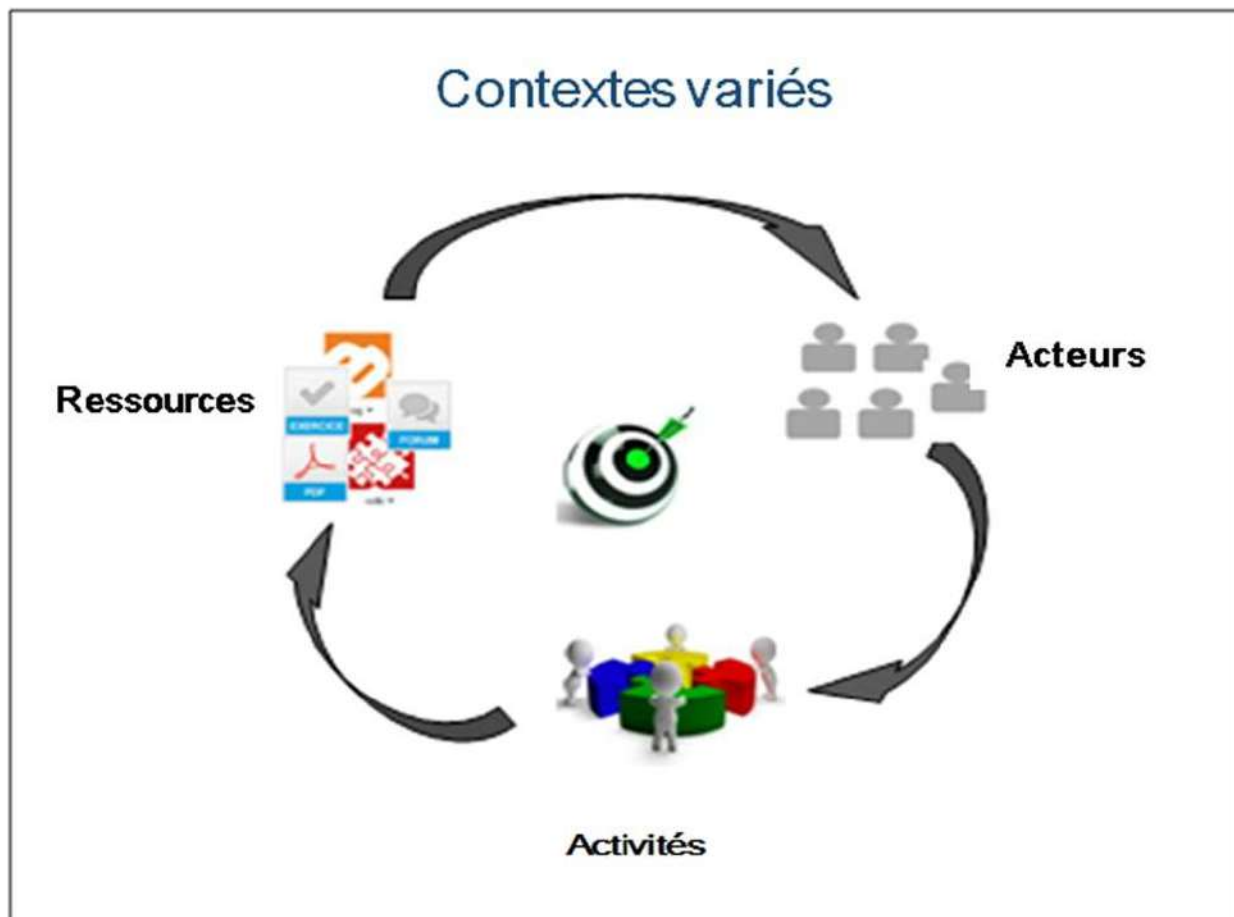 Contextes variés
Ressources
Acteurs
EXERCICE
FORUM
PDF
Activités